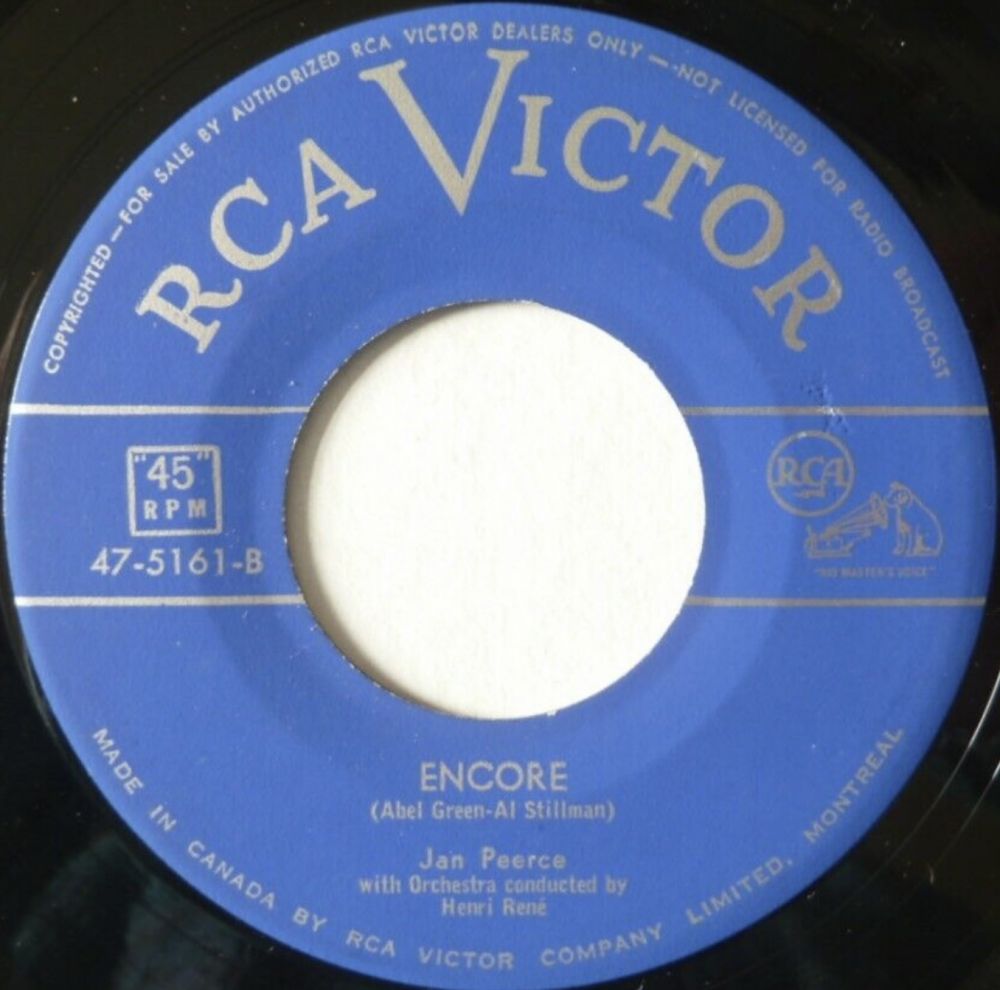 COPYRIGHTED—FOR SALE BY AUTHORIZED RCA VICTOR DEALERS ONLY—-NOT LICENSED FOR RADIO BROADCAST
RCA VICTOR
"45"
RPM
47-5161-B
RCA
"HIS MASTER'S VOICE"
ENCORE
(Abel Green-Al Stillman)
Jan Peerce
with Orchestra conducted by
Henri René
MADE IN CANADA BY RCA VICTOR COMPANY LIMITED, MONTREAL